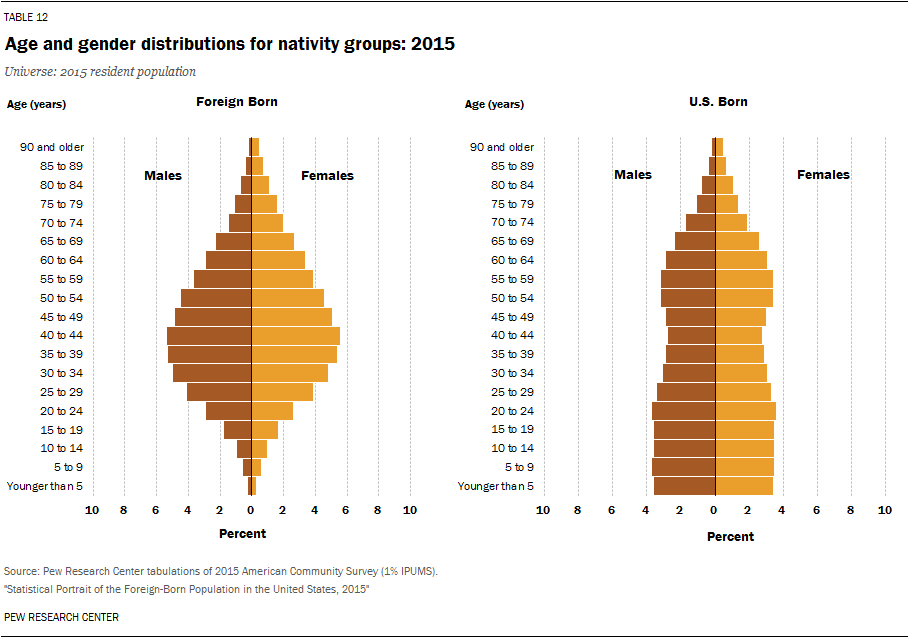 TABLE 12
Age and gender distributions for nativity groups: 2015
Universe: 2015 resident population
Age (years)
Foreign Born
90 and older
85 to 89
80 to 84
75 to 79
70 to 74
65 to 69
60 to 64
55 to 59
50 to 54
45 to 49
40 to 44
35 to 39
30 to 34
25 to 29
20 to 24
15 to 19
10 to 14
5 to 9
Younger than 5
Males
Females
10 8 6 4 2 0 2 4 6 8 10
Percent
Age (years)
U.S. Born
90 and older
85 to 89
80 to 84
75 to 79
70 to 74
65 to 69
60 to 64
55 to 59
50 to 54
45 to 49
40 to 44
35 to 39
30 to 34
25 to 29
20 to 24
15 to 19
10 to 14
5 to 9
Younger than 5
Males
Females
10 8 6 4 2 0 2 4 6 8 10
Percent
Source: Pew Research Center tabulations of 2015 American Community Survey (1% IPUMS).
"Statistical Portrait of the Foreign-Born Population in the United States, 2015"
PEW RESEARCH CENTER